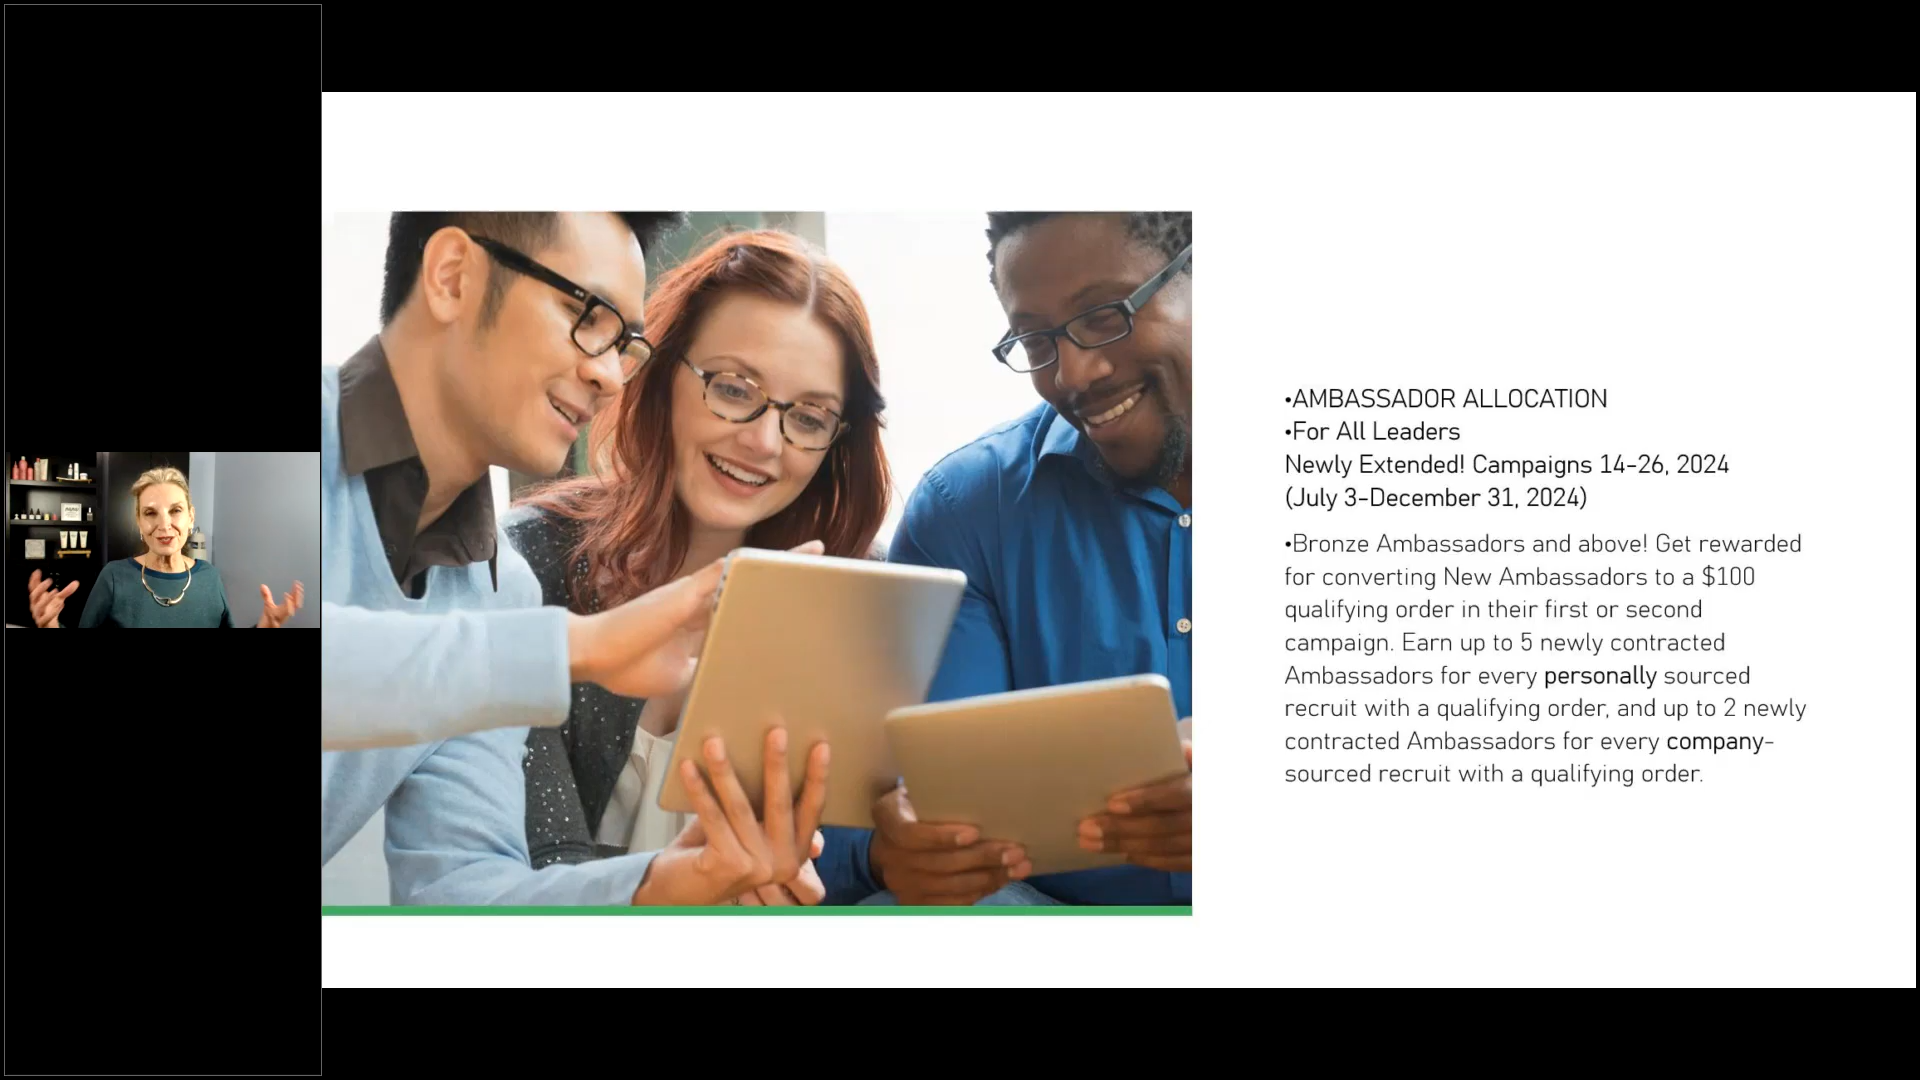 •AMBASSADOR ALLOCATION
•For All Leaders
Newly Extended! Campaigns 14-26, 2024
(July 3-December 31, 2024)
•Bronze Ambassadors and above! Get rewarded
for converting New Ambassadors to a $100
qualifying order in their first or second
campaign. Earn up to 5 newly contracted
Ambassadors for every personally sourced
recruit with a qualifying order, and up to 2 newly
contracted Ambassadors for every company-
sourced recruit with a qualifying order.